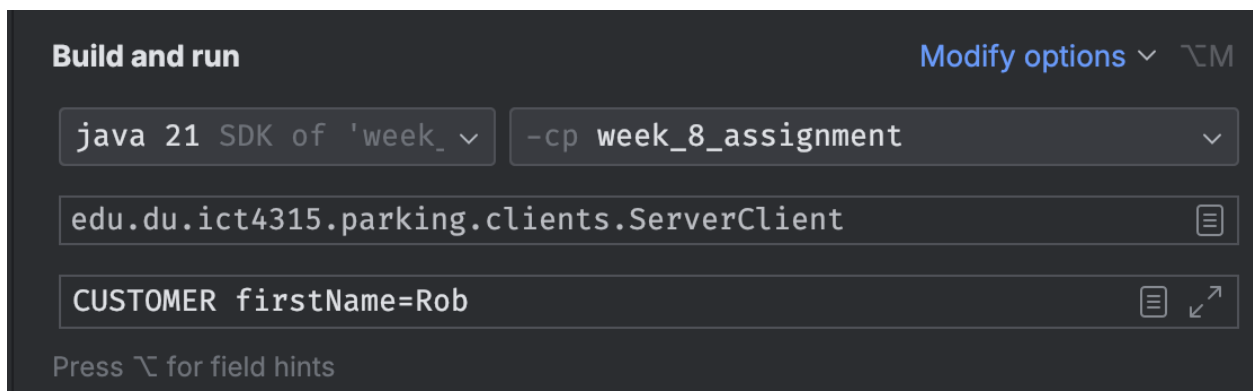 Build and run Modify options ⌥M
java 21 SDK of 'week_ -cp week_8_assignment
edu.du.ict4315.parking.clients.ServerClient
CUSTOMER firstName=Rob
Press ⌥ for field hints